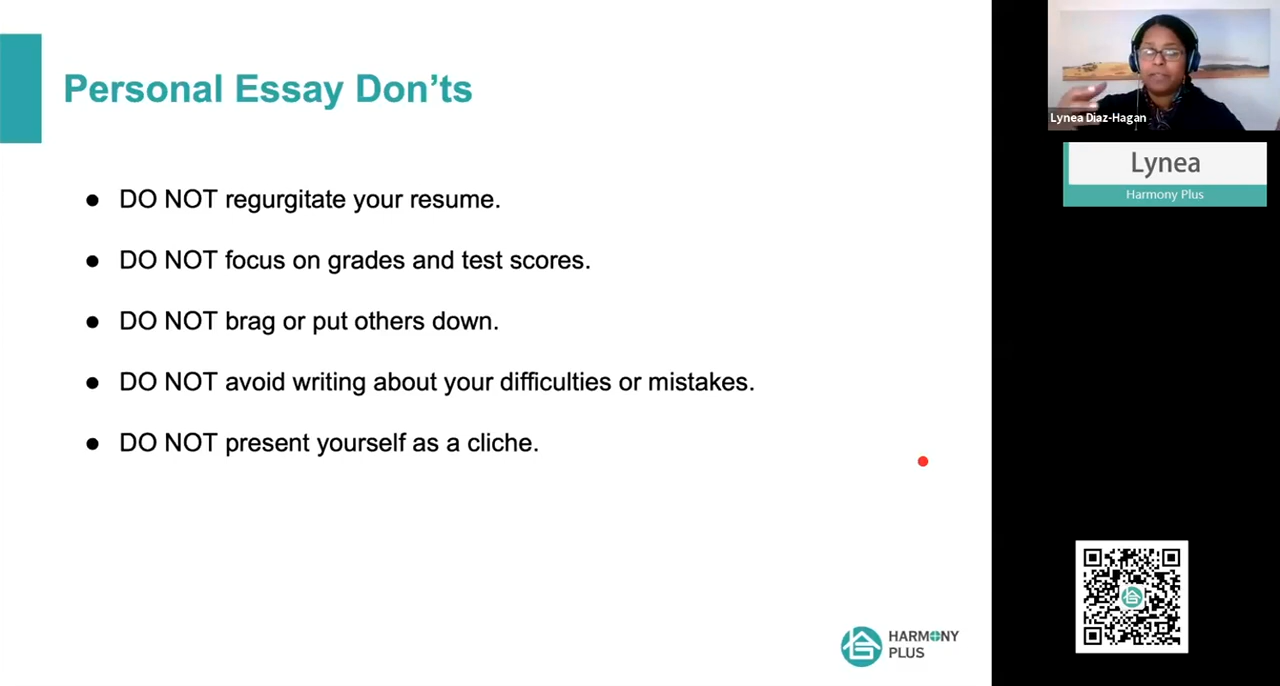 Personal Essay Don’ts
● DO NOT regurgitate your resume.
● DO NOT focus on grades and test scores.
● DO NOT brag or put others down.
● DO NOT avoid writing about your difficulties or mistakes.
● DO NOT present yourself as a cliche.
HARMONY
PLUS
Lynea Diaz-Hagan
Lynea
Harmony Plus